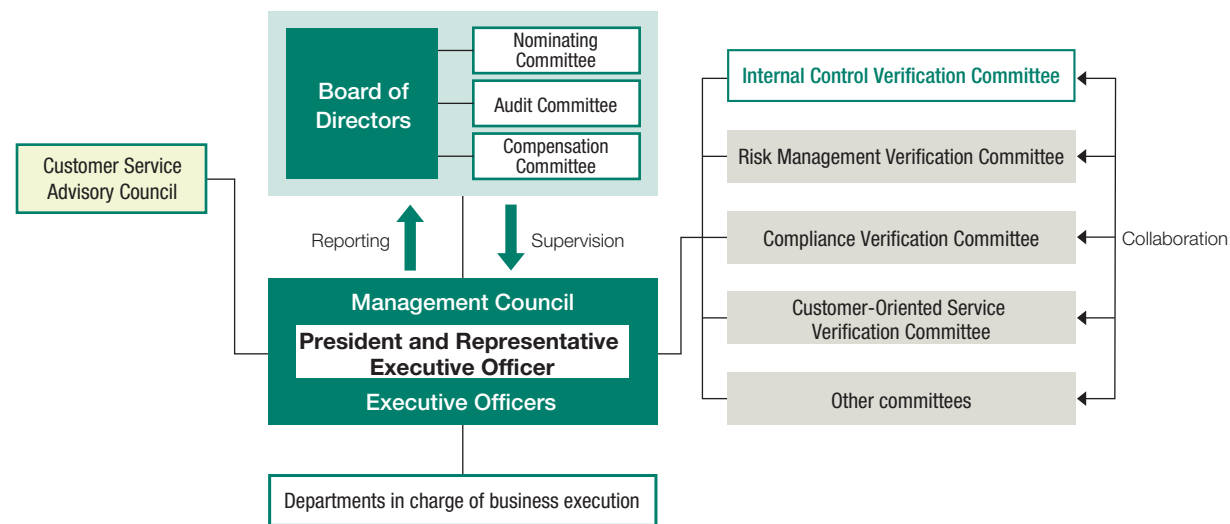 Board of
Directors
Nominating
Committee
Audit Committee
Compensation
Committee
Customer Service
Advisory Council
Reporting
Supervision
Management Council
President and Representative
Executive Officer
Executive Officers
Departments in charge of business execution
Internal Control Verification Committee
Risk Management Verification Committee
Compliance Verification Committee
Customer-Oriented Service
Verification Committee
Other committees
Collaboration